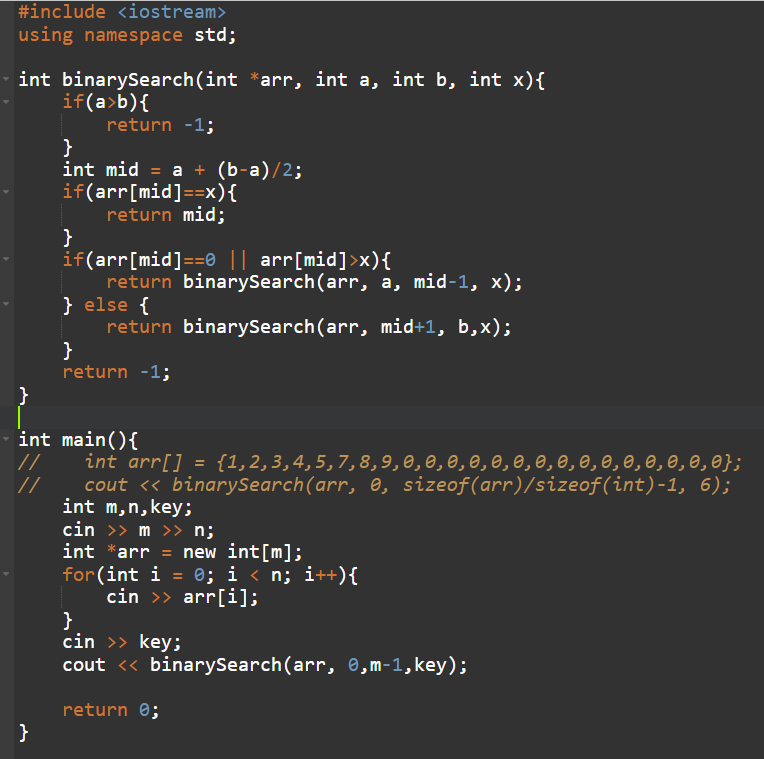 #include <iostream>
using namespace std;

int binarySearch(int *arr, int a, int b, int x){
    if(a>b){
        return -1;
    }
    int mid = a + (b-a)/2;
    if(arr[mid]==x){
        return mid;
    }
    if(arr[mid]==0 || arr[mid]>x){
        return binarySearch(arr, a, mid-1, x);
    } else {
        return binarySearch(arr, mid+1, b,x);
    }
    return -1;
}

int main(){
//    int arr[] = {1,2,3,4,5,7,8,9,0,0,0,0,0,0,0,0,0,0,0,0,0,0,0};
//    cout << binarySearch(arr, 0, sizeof(arr)/sizeof(int)-1, 6);
    int m,n,key;
    cin >> m >> n;
    int *arr = new int[m];
    for(int i = 0; i < n; i++){
        cin >> arr[i];
    }
    cin >> key;
    cout << binarySearch(arr, 0,m-1,key);

    return 0;
}